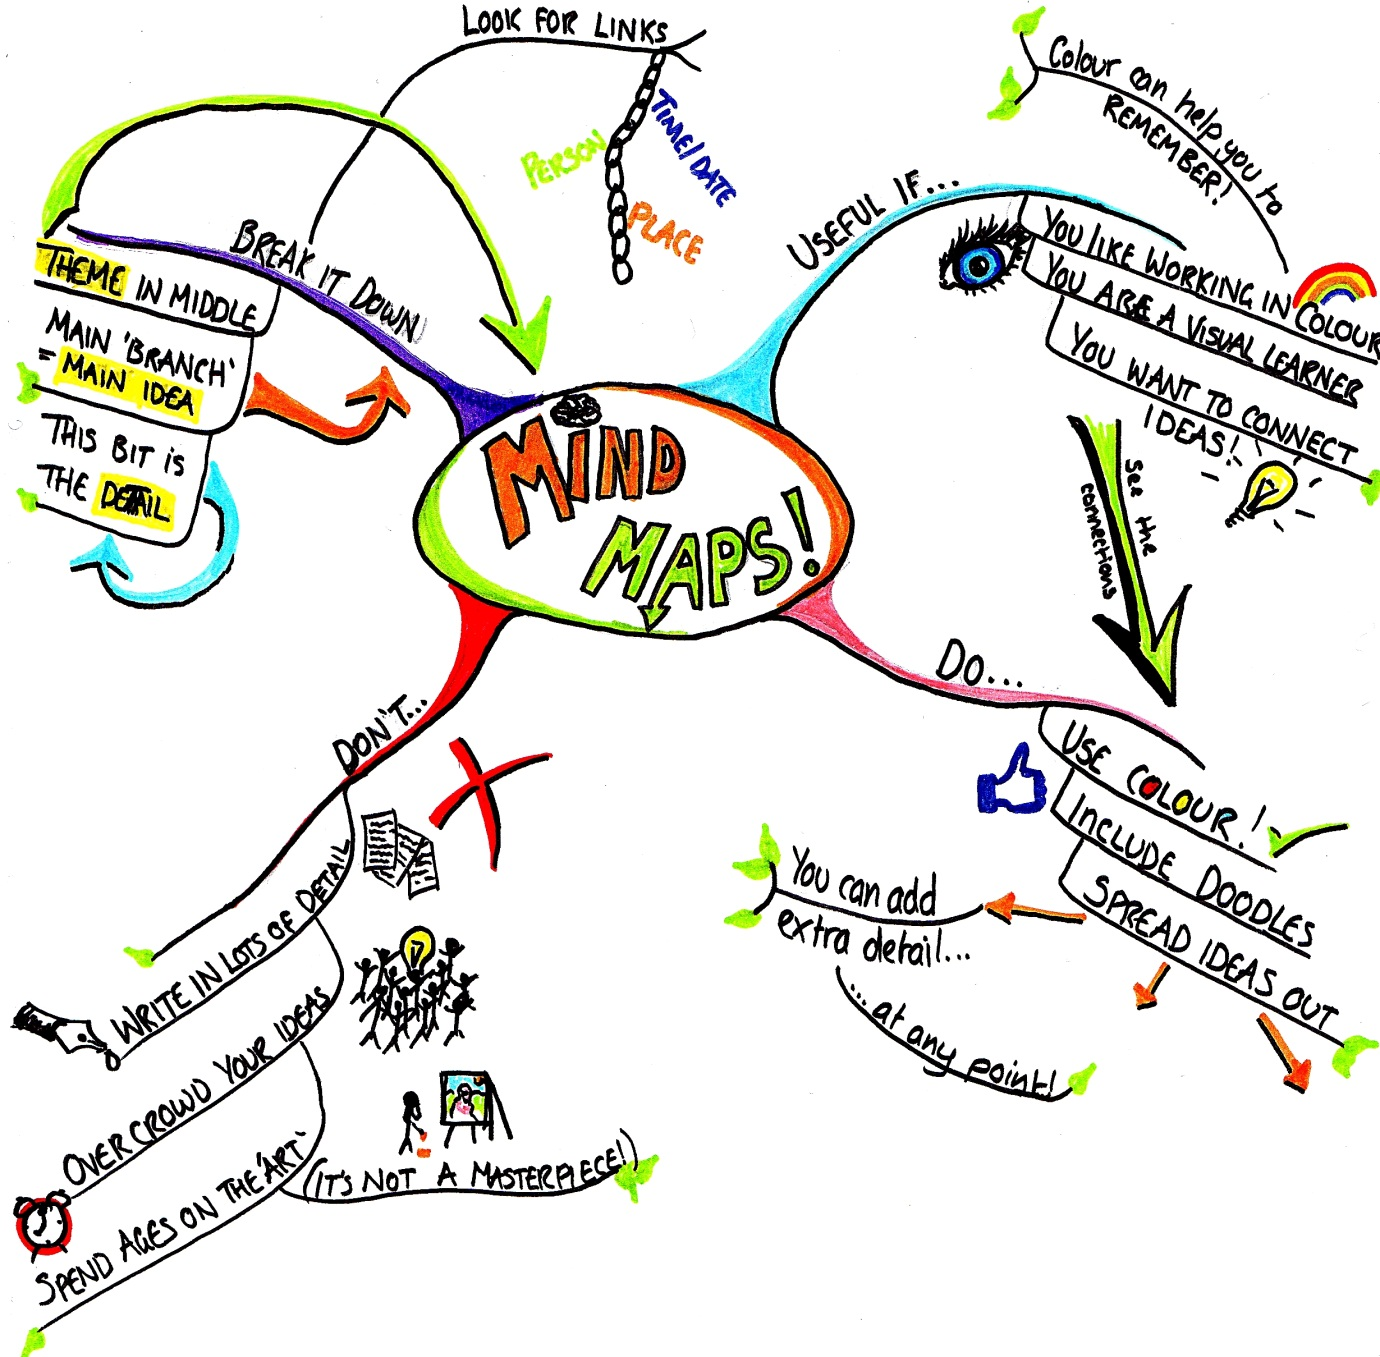 MIND
MAPS!
LOOK FOR LINKS
PERSON
TIME/DATE
PLACE
BREAK IT DOWN
THEME IN MIDDLE
MAIN 'BRANCH'
= MAIN IDEA
THIS BIT IS
THE DETAIL
USEFUL IF...
YOU LIKE WORKING IN COLOUR
YOU ARE A VISUAL LEARNER
YOU WANT TO CONNECT
IDEAS!
Colour can help you to
REMEMBER!
See the
connections
DO...
USE COLOUR!
INCLUDE DOODLES
SPREAD IDEAS OUT
You can add
extra detail...
...at any point!
DON'T...
WRITE IN LOTS OF DETAIL
OVERCROWD YOUR IDEAS
SPEND AGES ON THE 'ART'
(IT'S NOT A MASTERPIECE!)